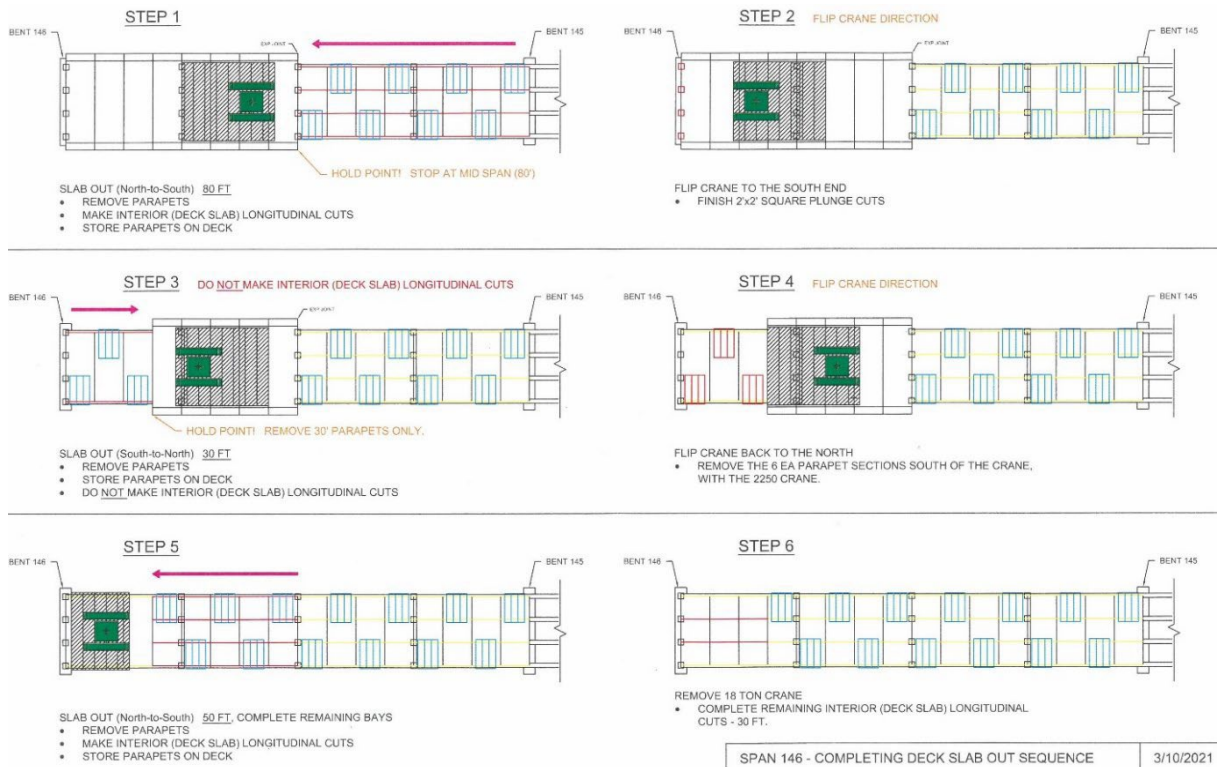 STEP 1
BENT 146
EXP JOINT
BENT 145
HOLD POINT! STOP AT MID SPAN (80')
SLAB OUT (North-to-South) 80 FT
• REMOVE PARAPETS
• MAKE INTERIOR (DECK SLAB) LONGITUDINAL CUTS
• STORE PARAPETS ON DECK
STEP 2 FLIP CRANE DIRECTION
BENT 146
EXP JOINT
BENT 145
FLIP CRANE TO THE SOUTH END
• FINISH 2'x2' SQUARE PLUNGE CUTS
STEP 3 DO NOT MAKE INTERIOR (DECK SLAB) LONGITUDINAL CUTS
BENT 146
EXP JOINT
BENT 145
HOLD POINT! REMOVE 30' PARAPETS ONLY.
SLAB OUT (South-to-North) 30 FT
• REMOVE PARAPETS
• STORE PARAPETS ON DECK
• DO NOT MAKE INTERIOR (DECK SLAB) LONGITUDINAL CUTS
STEP 4 FLIP CRANE DIRECTION
BENT 146
BENT 145
FLIP CRANE BACK TO THE NORTH
• REMOVE THE 6 EA PARAPET SECTIONS SOUTH OF THE CRANE,
WITH THE 2250 CRANE.
STEP 5
BENT 146
BENT 145
SLAB OUT (North-to-South) 50 FT, COMPLETE REMAINING BAYS
• REMOVE PARAPETS
• MAKE INTERIOR (DECK SLAB) LONGITUDINAL CUTS
• STORE PARAPETS ON DECK
STEP 6
BENT 146
BENT 145
REMOVE 18 TON CRANE
• COMPLETE REMAINING INTERIOR (DECK SLAB) LONGITUDINAL
CUTS - 30 FT.
SPAN 146 - COMPLETING DECK SLAB OUT SEQUENCE
3/10/2021